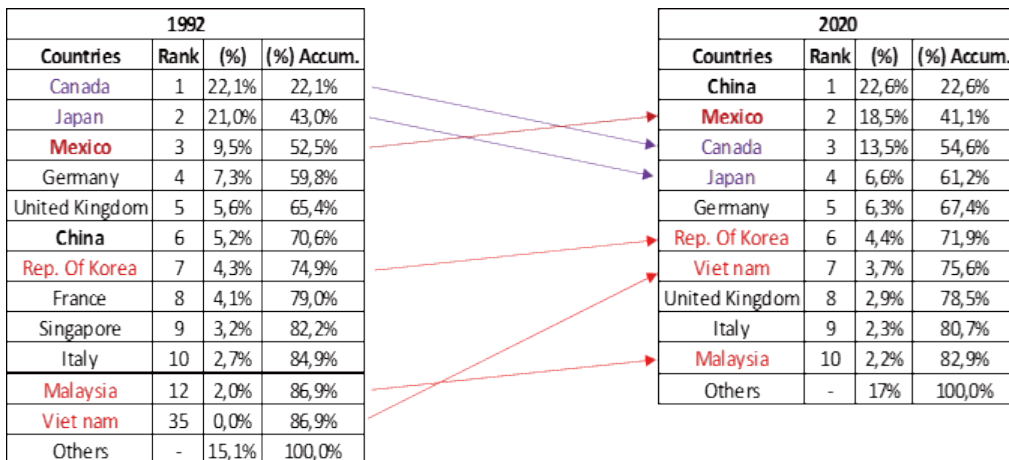 1992
Countries Rank (%) (%) Accum.
Canada 1 22,1% 22,1%
Japan 2 21,0% 43,0%
Mexico 3 9,5% 52,5%
Germany 4 7,3% 59,8%
United Kingdom 5 5,6% 65,4%
China 6 5,2% 70,6%
Rep. Of Korea 7 4,3% 74,9%
France 8 4,1% 79,0%
Singapore 9 3,2% 82,2%
Italy 10 2,7% 84,9%
Malaysia 12 2,0% 86,9%
Viet nam 35 0,0% 86,9%
Others - 15,1% 100,0%
2020
Countries Rank (%) (%) Accum.
China 1 22,6% 22,6%
Mexico 2 18,5% 41,1%
Canada 3 13,5% 54,6%
Japan 4 6,6% 61,2%
Germany 5 6,3% 67,4%
Rep. Of Korea 6 4,4% 71,9%
Viet nam 7 3,7% 75,6%
United Kingdom 8 2,9% 78,5%
Italy 9 2,3% 80,7%
Malaysia 10 2,2% 82,9%
Others - 17% 100,0%